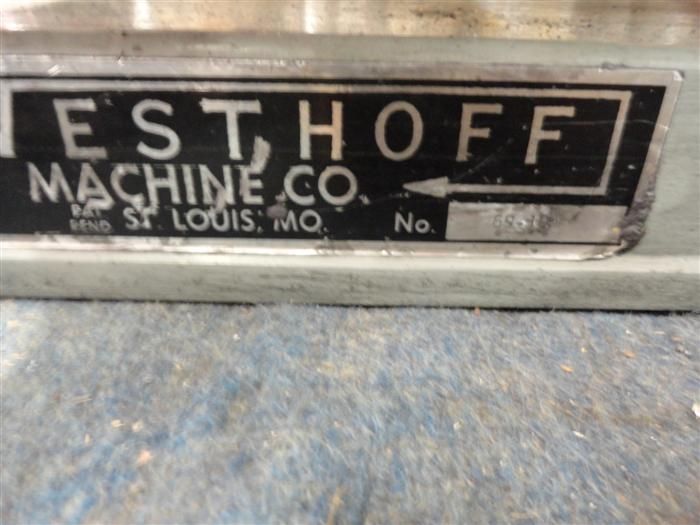 ESTHOFF
MACHINE CO.
PAT. PEND. ST. LOUIS, MO. No.